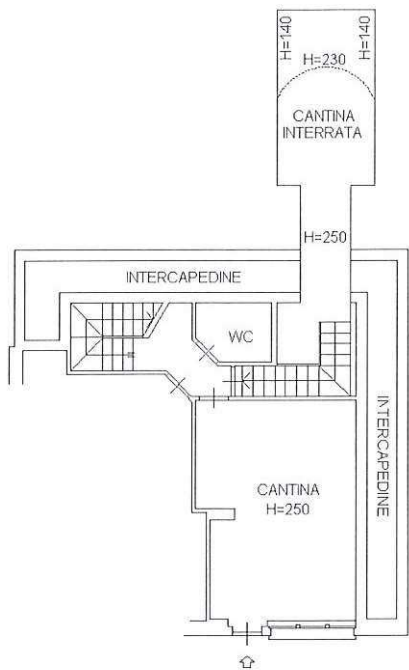 H=140
H=140
H=230
CANTINA
INTERRATA
H=250
INTERCAPEDINE
WC
INTERCAPEDINE
CANTINA
H=250